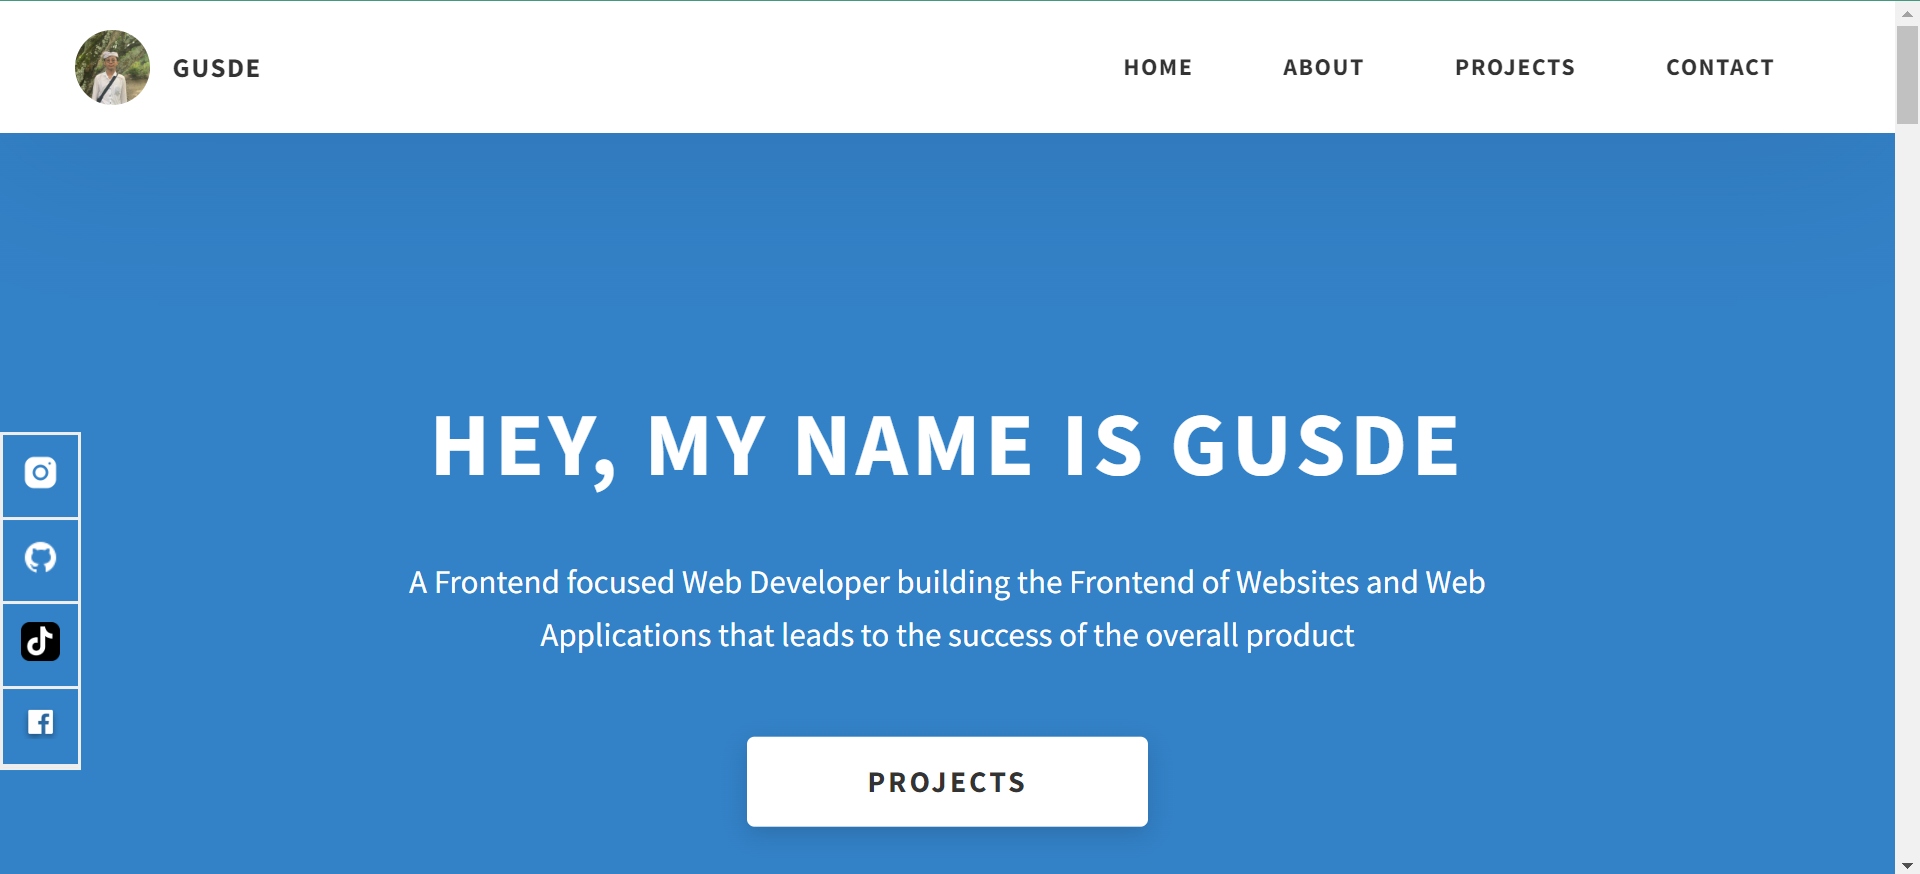 GUSDE
HOME ABOUT PROJECTS CONTACT
HEY, MY NAME IS GUSDE
A Frontend focused Web Developer building the Frontend of Websites and Web
Applications that leads to the success of the overall product
PROJECTS